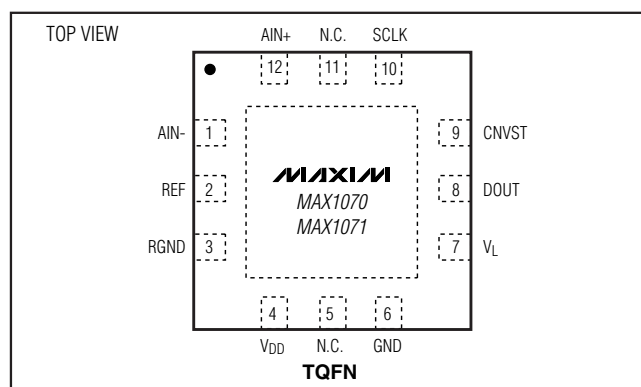 TOP VIEW
AIN+ N.C. SCLK
12 11 10
AIN- 1 9 CNVST
MAXIM
REF 2 MAX1070 8 DOUT
MAX1071
RGND 3 7 VL
4 5 6
VDD N.C. GND
TQFN